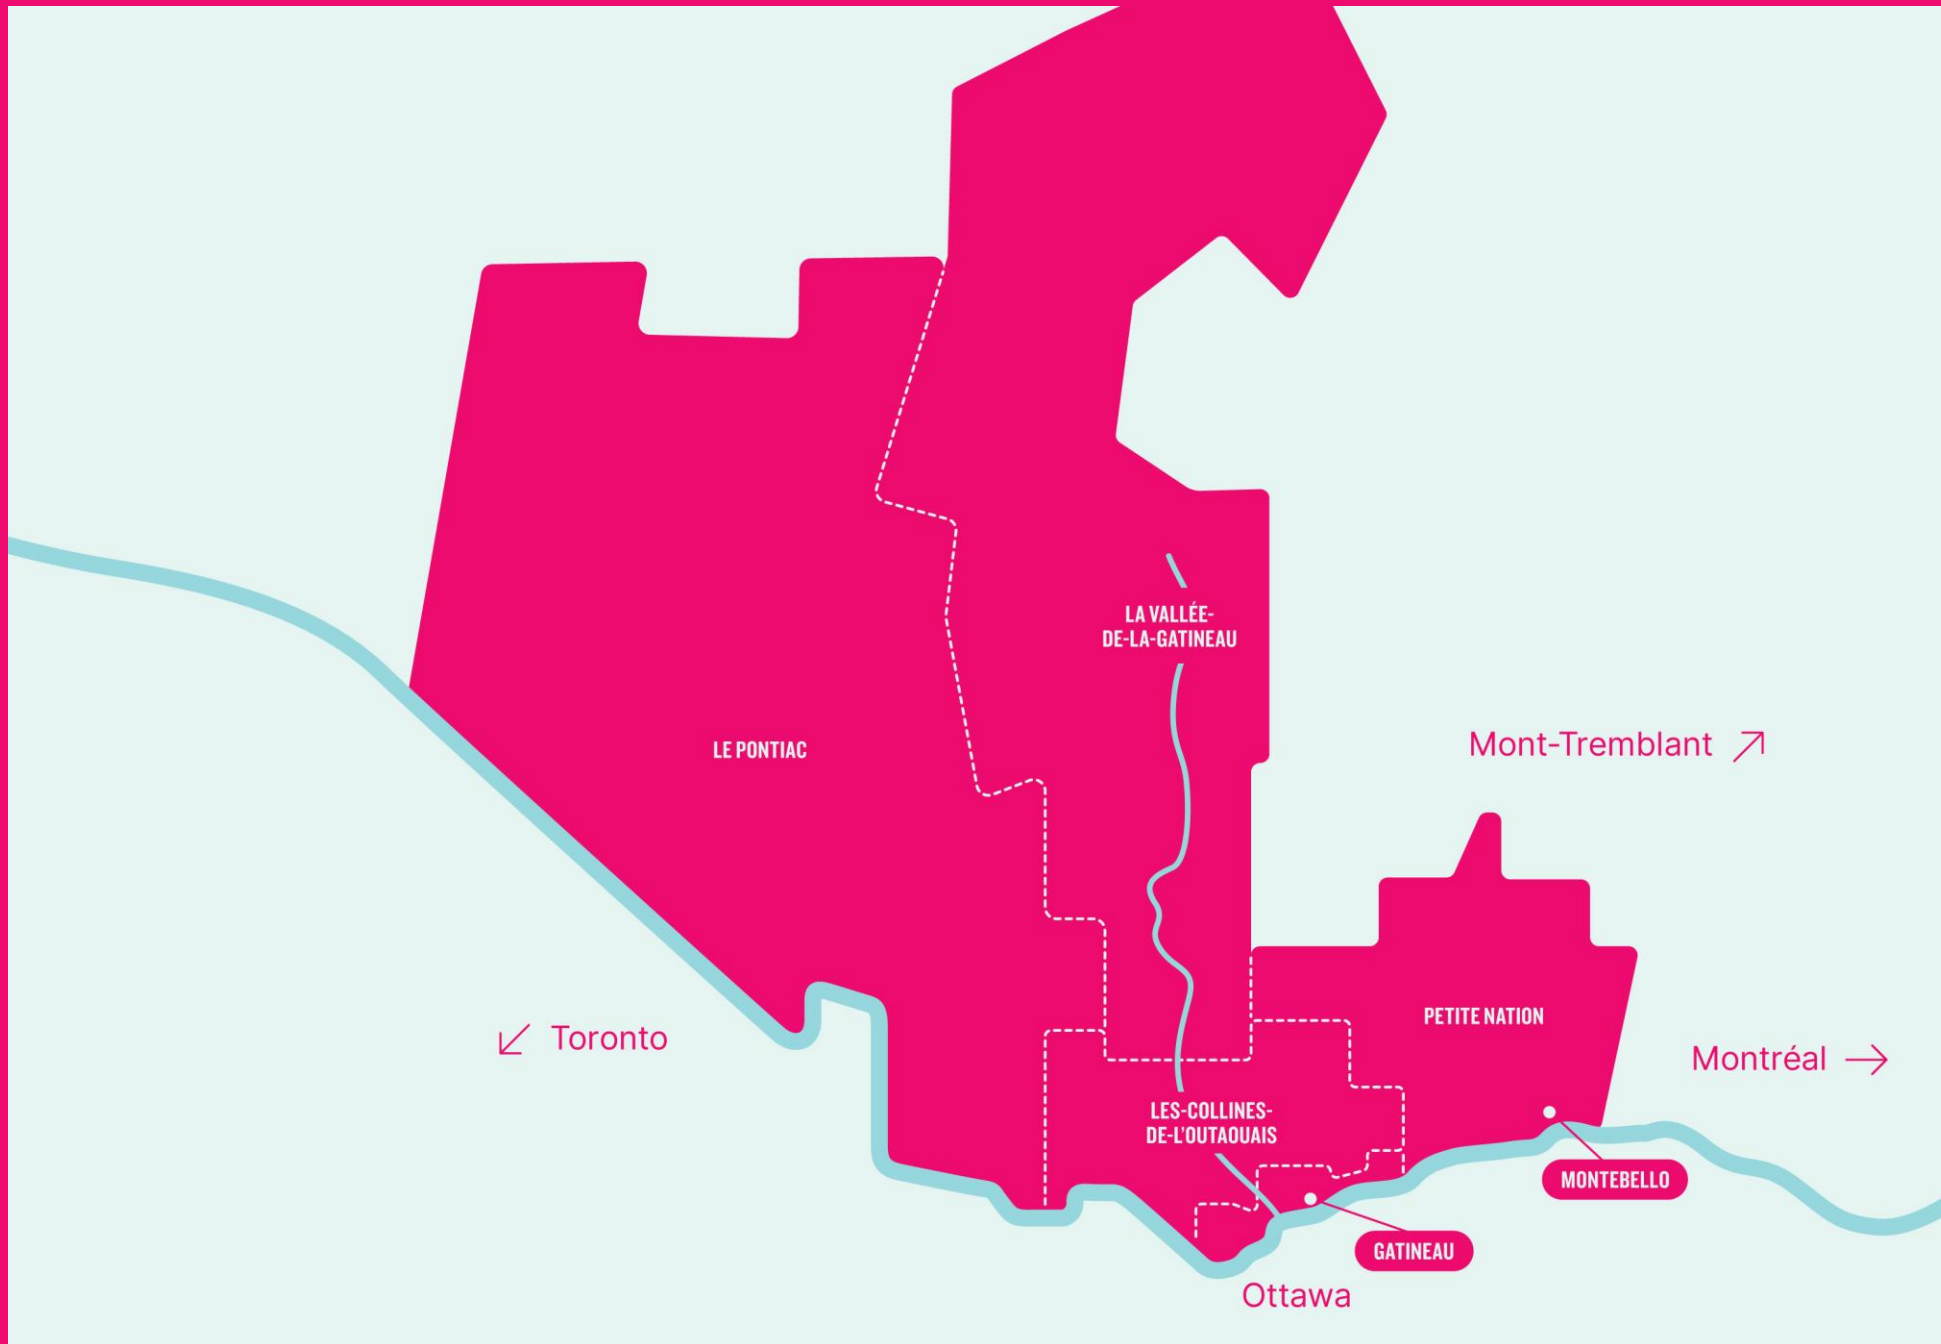 LA VALLÉE-
DE-LA-GATINEAU
LE PONTIAC
Mont-Tremblant
PETITE NATION
Toronto
Montréal
LES-COLLINES-
DE-L'OUTAOUAIS
MONTEBELLO
GATINEAU
Ottawa